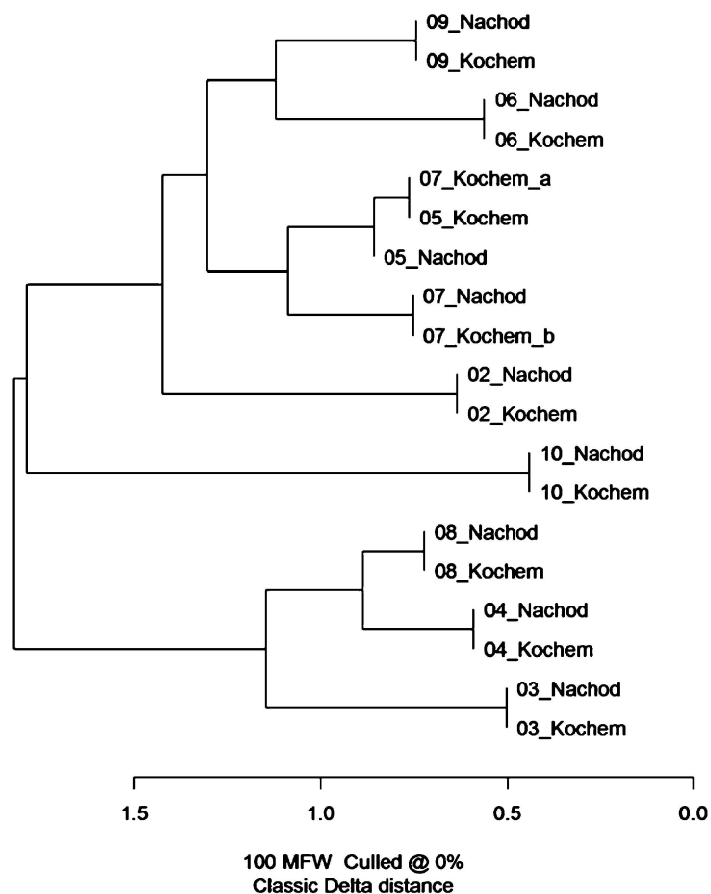 09_Nachod
09_Kochem
06_Nachod
06_Kochem
07_Kochem_a
05_Kochem
05_Nachod
07_Nachod
07_Kochem_b
02_Nachod
02_Kochem
10_Nachod
10_Kochem
08_Nachod
08_Kochem
04_Nachod
04_Kochem
03_Nachod
03_Kochem
1.5 1.0 0.5 0.0
100 MFW Culled @ 0%
Classic Delta distance